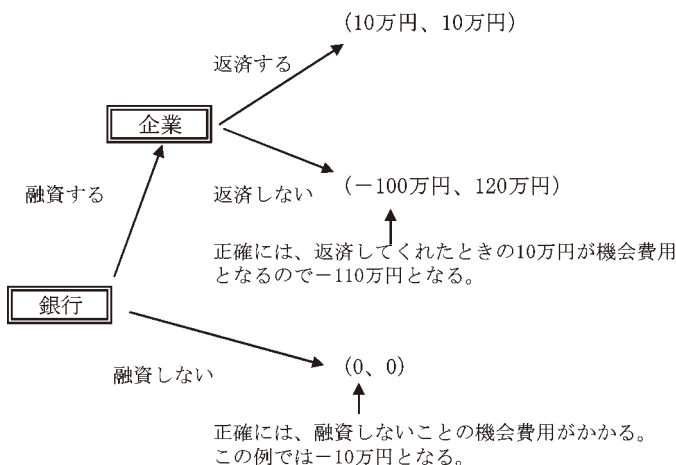 (10万円、10万円)
返済する
企業
融資する
返済しない
(−100万円、120万円)
正確には、返済してくれたときの10万円が機会費用
となるので−110万円となる。
銀行
融資しない
(0、0)
正確には、融資しないことの機会費用がかかる。
この例では−10万円となる。